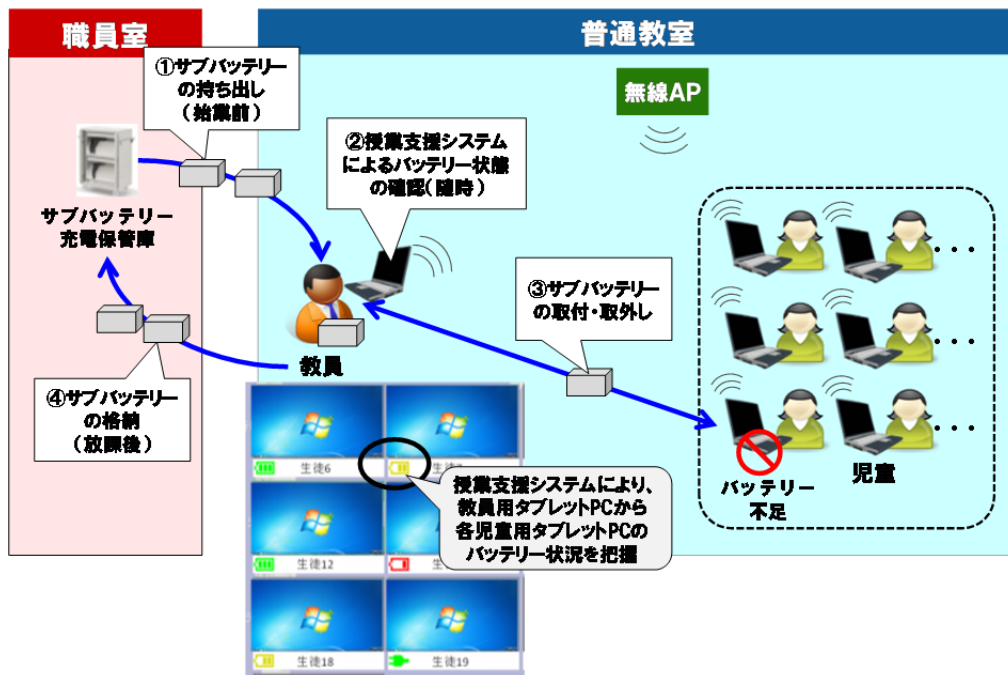 職員室
普通教室
①サブバッテリー
の持ち出し
(始業前)
無線AP
②授業支援システム
によるバッテリー状態
の確認(随時)
サブバッテリー
充電保管庫
・・・
・・・
・・・
③サブバッテリー
の取付・取外し
教員
④サブバッテリー
の格納
(放課後)
バッテリー
不足
児童
生徒6
授業支援システムにより、
教員用タブレットPCから
各児童用タブレットPCの
バッテリー状況を把握
生徒12
生徒18
生徒19